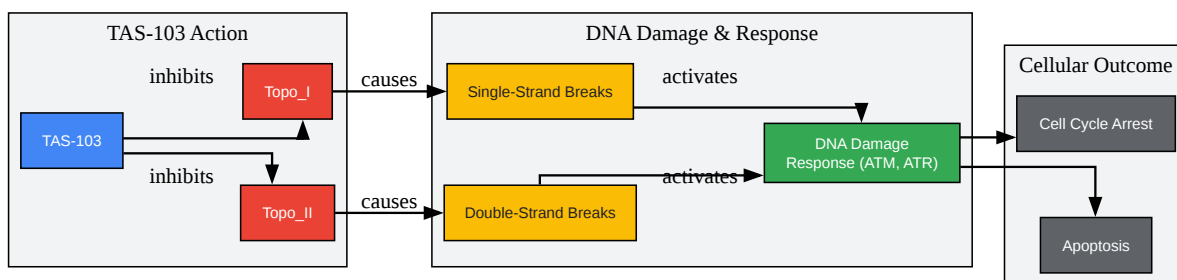 TAS-103 Action
DNA Damage & Response
Cellular Outcome
inhibits
Topo_I
causes
Single-Strand Breaks
activates
Cell Cycle Arrest
TAS-103
DNA Damage
Response (ATM, ATR)
inhibits
Topo_II
causes
Double-Strand Breaks
activates
Apoptosis